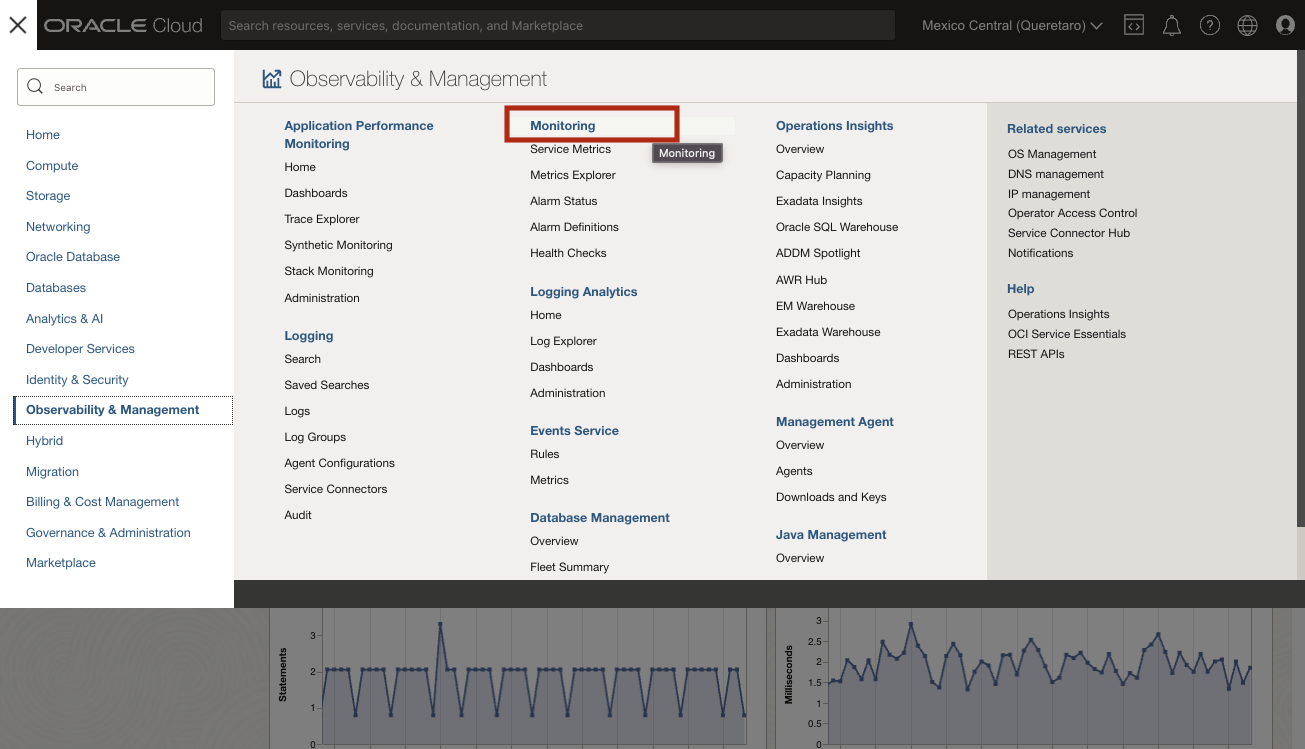 ORACLE Cloud
Search resources, services, documentation, and Marketplace
Mexico Central (Queretaro)
Search
Home
Compute
Storage
Networking
Oracle Database
Databases
Analytics & AI
Developer Services
Identity & Security
Observability & Management
Hybrid
Migration
Billing & Cost Management
Governance & Administration
Marketplace
Observability & Management
Application Performance
Monitoring
Home
Dashboards
Trace Explorer
Synthetic Monitoring
Stack Monitoring
Administration
Logging
Search
Saved Searches
Logs
Log Groups
Agent Configurations
Service Connectors
Audit
Monitoring
Service Metrics
Monitoring
Metrics Explorer
Alarm Status
Alarm Definitions
Health Checks
Logging Analytics
Home
Log Explorer
Dashboards
Administration
Events Service
Rules
Metrics
Database Management
Overview
Fleet Summary
Operations Insights
Overview
Capacity Planning
Exadata Insights
Oracle SQL Warehouse
ADDM Spotlight
AWR Hub
EM Warehouse
Exadata Warehouse
Dashboards
Administration
Management Agent
Overview
Agents
Downloads and Keys
Java Management
Overview
Related services
OS Management
DNS management
IP management
Operator Access Control
Service Connector Hub
Notifications
Help
Operations Insights
OCI Service Essentials
REST APIs
Statements
3
2
1
0
Milliseconds
3
2.5
2
1.5
1
0.5
0